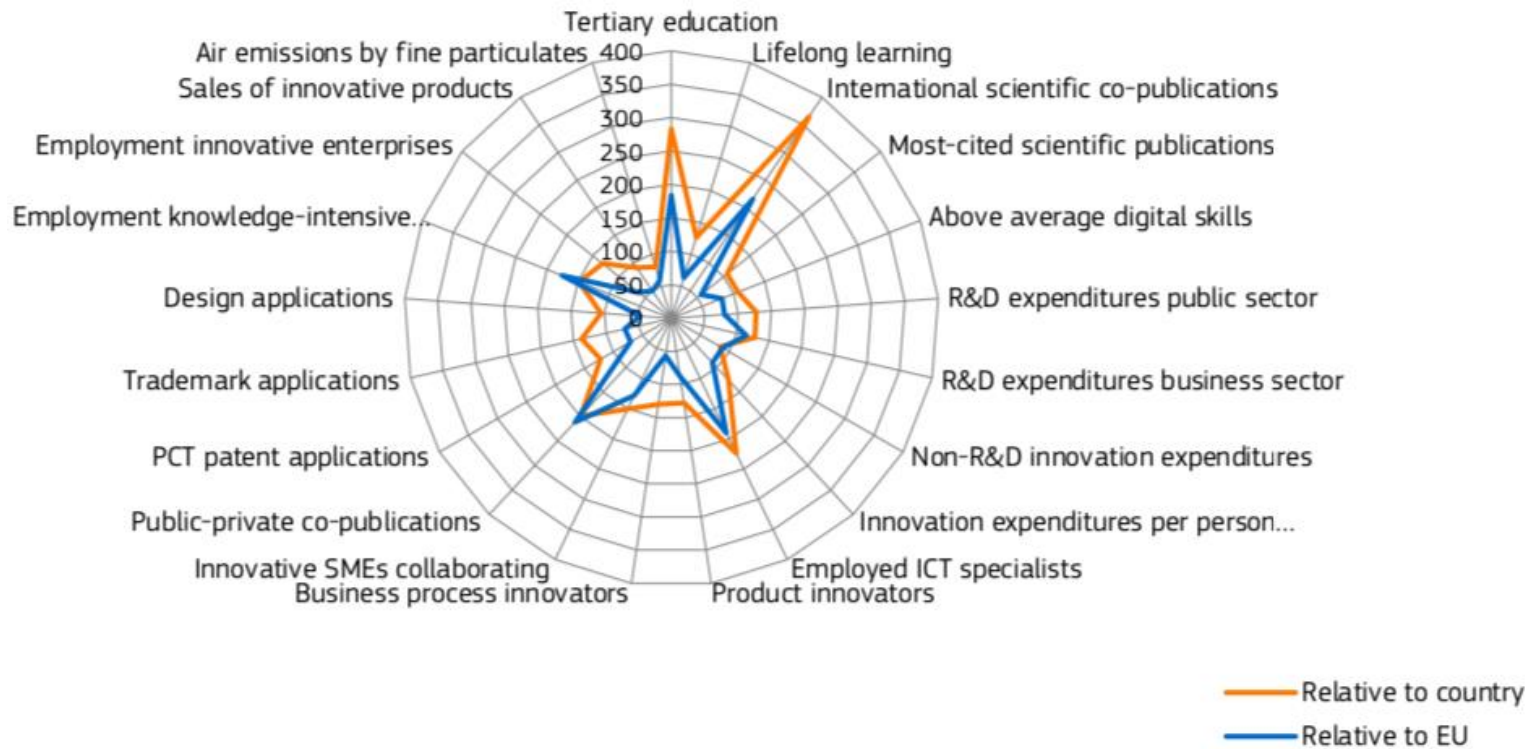 Tertiary education
Air emissions by fine particulates
400
Lifelong learning
Sales of innovative products
350
International scientific co-publications
300
Employment innovative enterprises
250
Most-cited scientific publications
200
Employment knowledge-intensive...
150
Above average digital skills
100
50
Design applications
0
R&D expenditures public sector
Trademark applications
R&D expenditures business sector
PCT patent applications
Non-R&D innovation expenditures
Public-private co-publications
Innovation expenditures per person...
Innovative SMEs collaborating
Employed ICT specialists
Business process innovators
Product innovators
Relative to country
Relative to EU